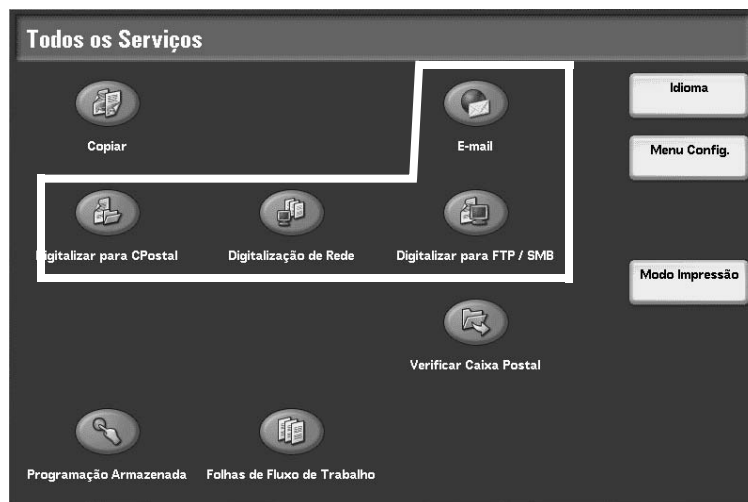 Todos os Serviços
Copiar
E-mail
Idioma
Menu Config.
Digitalizar para CPostal
Digitalização de Rede
Digitalizar para FTP / SMB
Modo Impressão
Verificar Caixa Postal
Programação Armazenada
Folhas de Fluxo de Trabalho